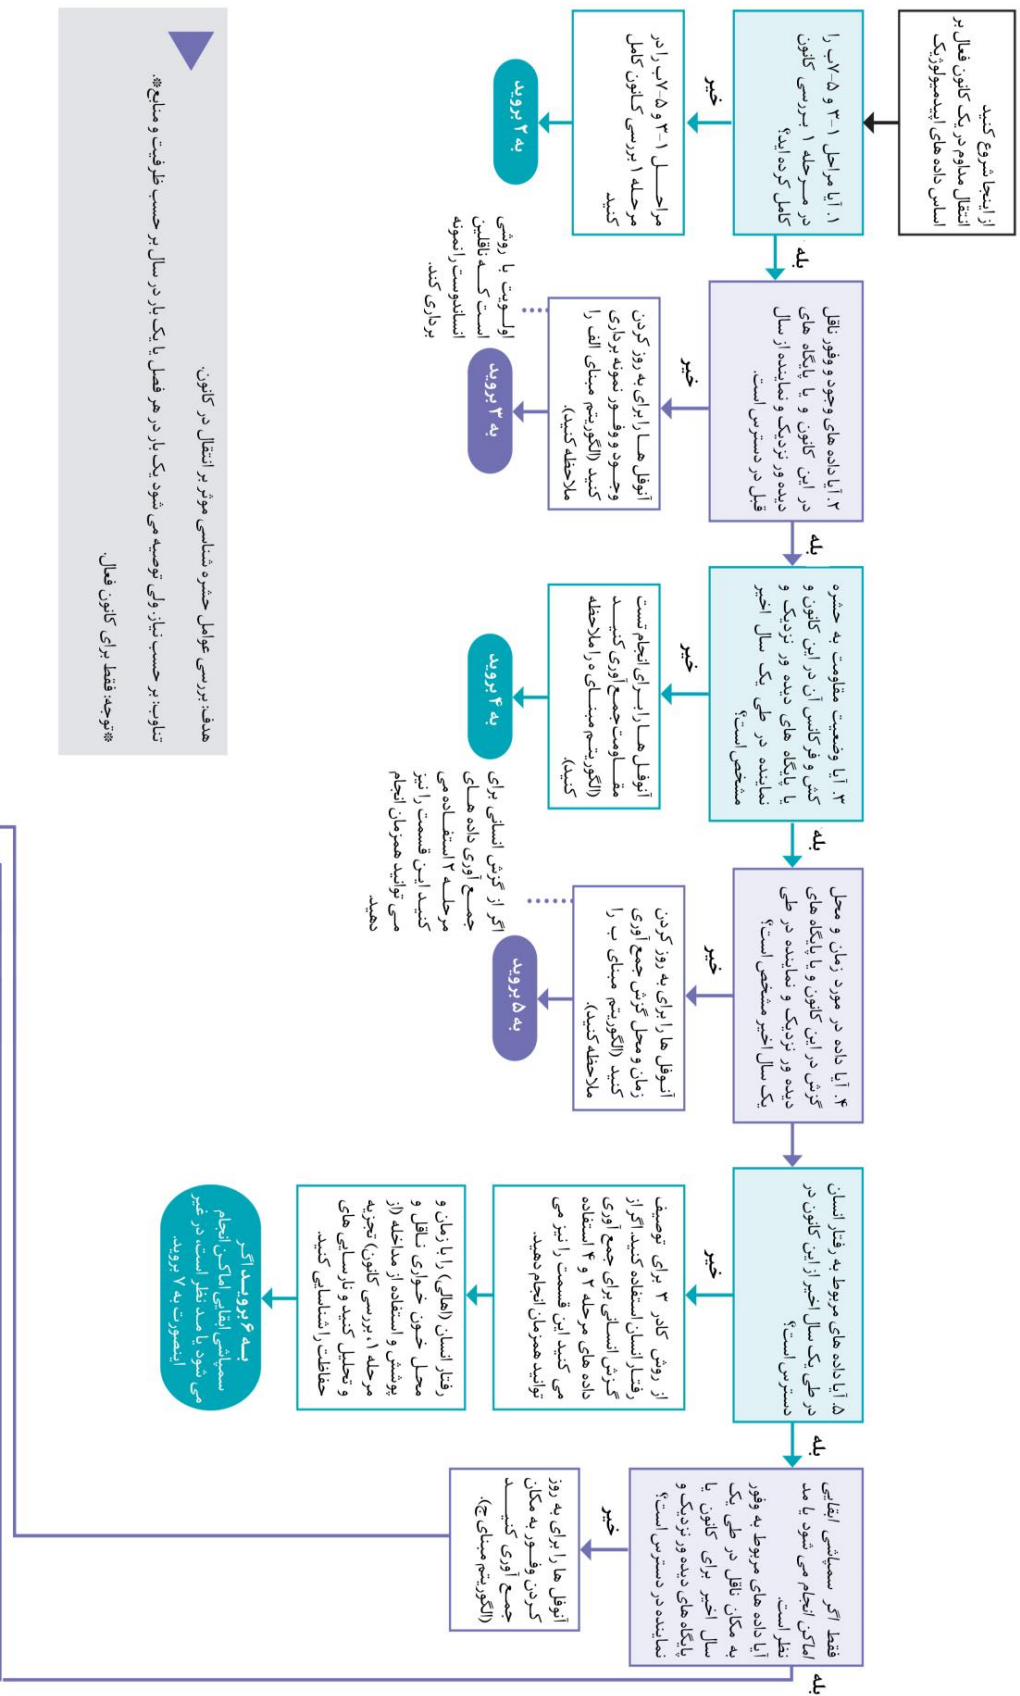 از اینجا شروع کنید
انتقال مداوم در یک کانون فعال بر
اساس داده های اپیدمیولوژیک
۱. آیا مراحل ۱-۳ و ۵-۷ب را
در مرحله ۱ بررسی کانون
کامل کرده اید؟
خیر
مراحل ۱-۳ و ۵-۷ب را در
مرحله ۱ بررسی کانون کامل
کنید
به ۲ بروید
بله
۲. آیا داده های وجود و وفور ناقل
در این کانون و یا پایگاه های
دیده ور نزدیک و نماینده از سال
قبل در دسترس است.
خیر
آنوفل ها را برای به روز کردن
وجود و وفور نمونه برداری
کنید (الگوریتم مبنای الف را
ملاحظه کنید).
اولویت با روشی
است که ناقلین
انساندوست را نمونه
برداری کند.
به ۳ بروید
بله
۳. آیا وضعیت مقاومت به حشره
کش و فرکانس آن در این کانون و
یا پایگاه های دیده ور نزدیک و
نماینده در طی یک سال اخیر
مشخص است؟
خیر
آنوفل ها را برای انجام تست
مقاومت جمع آوری کنید
(الگوریتم مبنای ه را ملاحظه
کنید).
به ۴ بروید
بله
۴. آیا داده در مورد زمان و محل
گزش در این کانون و یا پایگاه های
دیده ور نزدیک و نماینده در طی
یک سال اخیر مشخص است؟
خیر
آنوفل ها را برای به روز کردن
زمان و محل گزش جمع آوری
کنید (الگوریتم مبنای ب را
ملاحظه کنید).
اگر از گزش انسانی برای
جمع آوری داده های
مرحله ۲ استفاده می
کنید این قسمت را نیز
می توانید همزمان انجام
دهید.
به ۵ بروید
۵. آیا داده های مربوط به رفتار انسان
در طی یک سال اخیر از این کانون در
دسترس است؟
خیر
از روش کادر ۳ برای توصیف
رفتار انسان استفاده کنید. اگر از
گزش انسانی برای جمع آوری
داده های مرحله ۲ و ۴ استفاده
می کنید این قسمت را نیز می
توانید همزمان انجام دهید.
رفتار انسان (اهالی) را با زمان و
محل خون خواری ناقل و
پوشش و استفاده از مداخله (از
مرحله ۱، بررسی کانون) تجزیه
و تحلیل کنید و نارسایی های
حفاظت را شناسایی کنید.
به ۶ بروید اگر
سمپاشی ابقایی اماکن انجام
می شود یا مد نظر است، در غیر
اینصورت به ۷ بروید.
بله
فقط اگر سمپاشی ابقایی
اماکن انجام می شود یا مد
نظر است.
آیا داده های مربوط به وفور
به مکان ناقل در طی یک
سال اخیر برای کانون یا
پایگاه های دیده ور نزدیک و
نماینده در دسترس است؟
خیر
آنوفل ها را برای به روز
کردن وفور به مکان
جمع آوری کنید
(الگوریتم مبنای ج).
بله
هدف: بررسی عوامل حشره شناسی موثر بر انتقال در کانون.
تناوب: بر حسب نیاز. ولی توصیه می شود یک بار در هر فصل یا یک بار در سال بر حسب ظرفیت و منابع*.
*توجه: فقط برای کانون فعال.